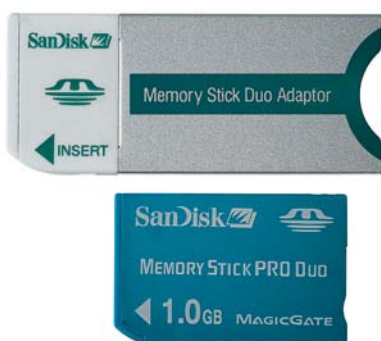 SanDisk
Memory Stick Duo Adaptor
INSERT
SanDisk
MEMORY STICK PRO DUO
1.0GB MAGICGATE